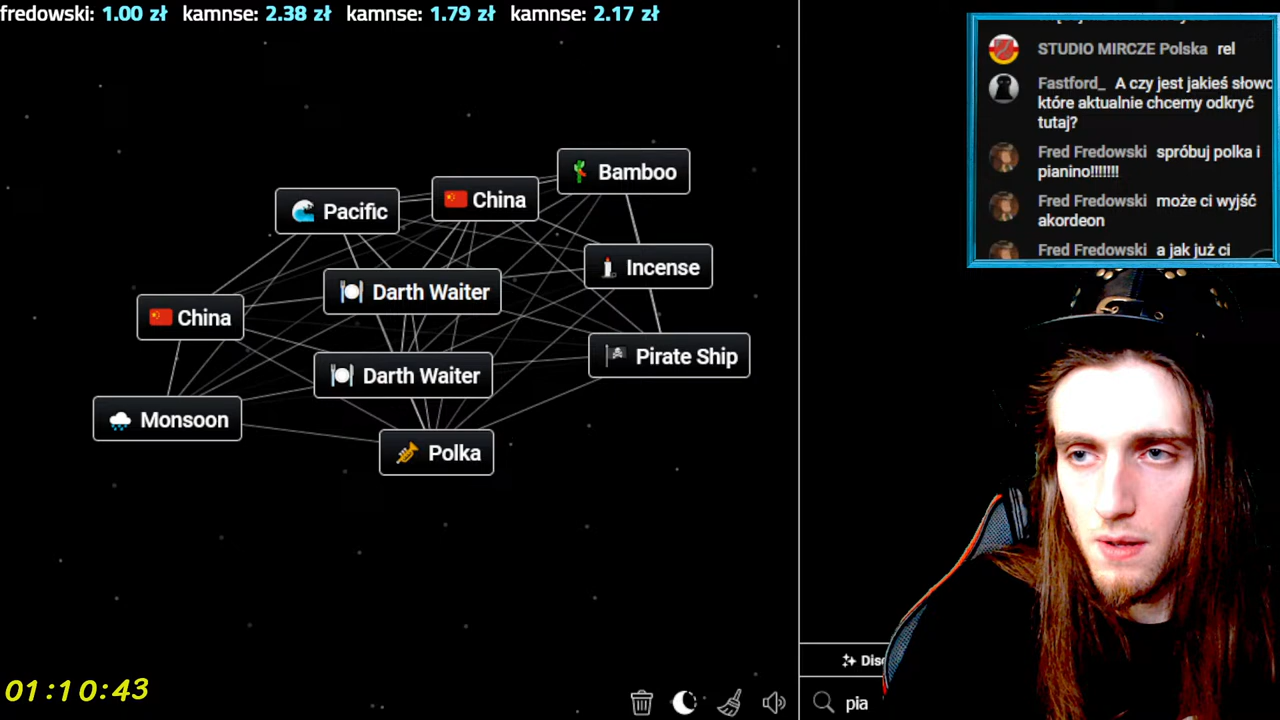 fredowski: 1.00 zł kamnse: 2.38 zł kamnse: 1.79 zł kamnse: 2.17 zł
STUDIO MIRCZE Polska rel
Fastford_ A czy jest jakieś słowo
które aktualnie chcemy odkryć
tutaj?
Fred Fredowski spróbuj polka i
pianino!!!!!!!
Fred Fredowski może ci wyjść
akordeon
Fred Fredowski a jak już ci
Bamboo
China
Pacific
Incense
Darth Waiter
China
Pirate Ship
Darth Waiter
Monsoon
Polka
Disc
pia
01:10:43